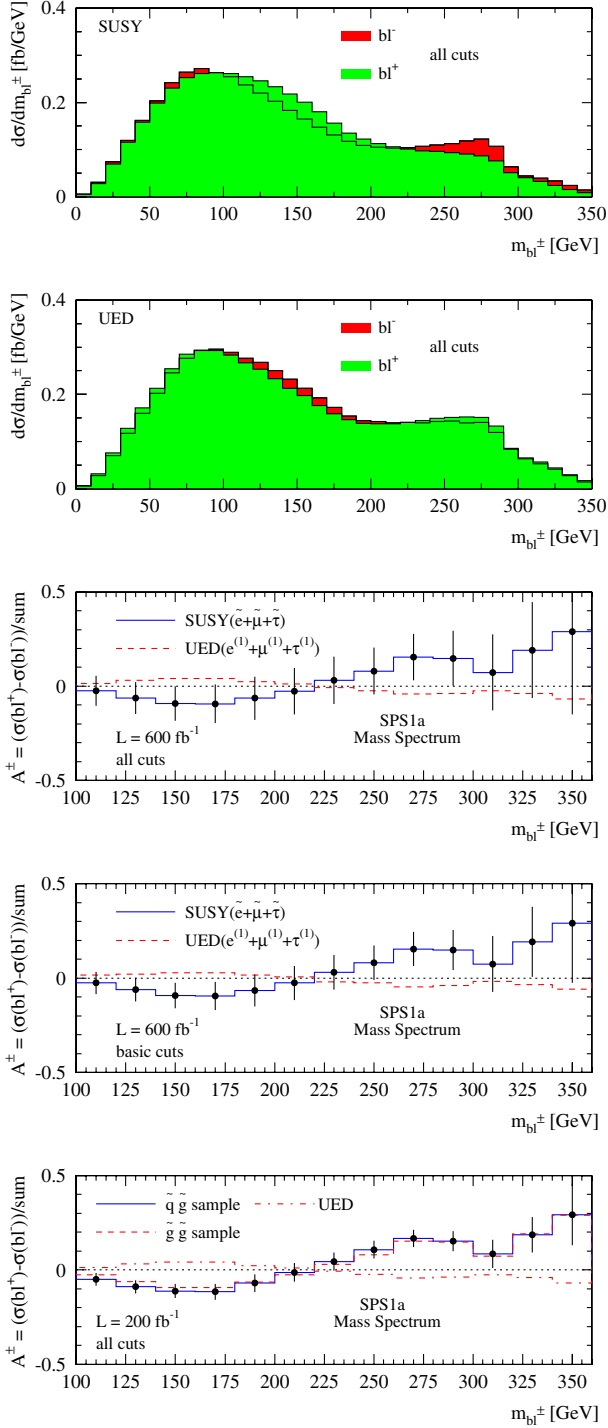 dσ/dm_bl± [fb/GeV]
SUSY
bl⁻
bl⁺
all cuts
0.4
0.2
0
0 50 100 150 200 250 300 350
m_bl± [GeV]
dσ/dm_bl± [fb/GeV]
UED
bl⁻
bl⁺
all cuts
0.4
0.2
0
0 50 100 150 200 250 300 350
m_bl± [GeV]
A± = (σ(bl⁺)-σ(bl⁻))/sum
0.5
0
-0.5
SUSY(ẽ+μ̃+τ̃)
UED(e⁽¹⁾+μ⁽¹⁾+τ⁽¹⁾)
L = 600 fb⁻¹
all cuts
SPS1a
Mass Spectrum
100 125 150 175 200 225 250 275 300 325 350
m_bl± [GeV]
A± = (σ(bl⁺)-σ(bl⁻))/sum
0.5
0
-0.5
SUSY(ẽ+μ̃+τ̃)
UED(e⁽¹⁾+μ⁽¹⁾+τ⁽¹⁾)
L = 600 fb⁻¹
basic cuts
SPS1a
Mass Spectrum
100 125 150 175 200 225 250 275 300 325 350
m_bl± [GeV]
A± = (σ(bl⁺)-σ(bl⁻))/sum
0.5
0
-0.5
q̃ g̃ sample
UED
g̃ g̃ sample
L = 200 fb⁻¹
all cuts
SPS1a
Mass Spectrum
100 125 150 175 200 225 250 275 300 325 350
m_bl± [GeV]